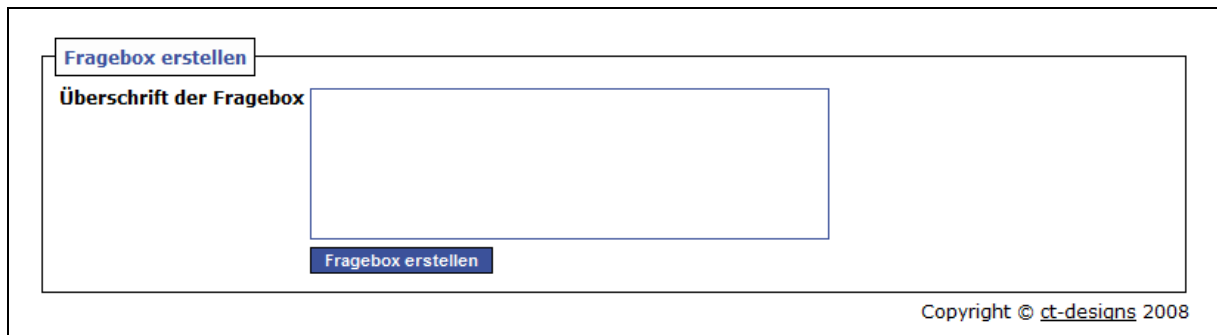 Fragebox erstellen
Überschrift der Fragebox
Fragebox erstellen
Copyright © ct-designs 2008